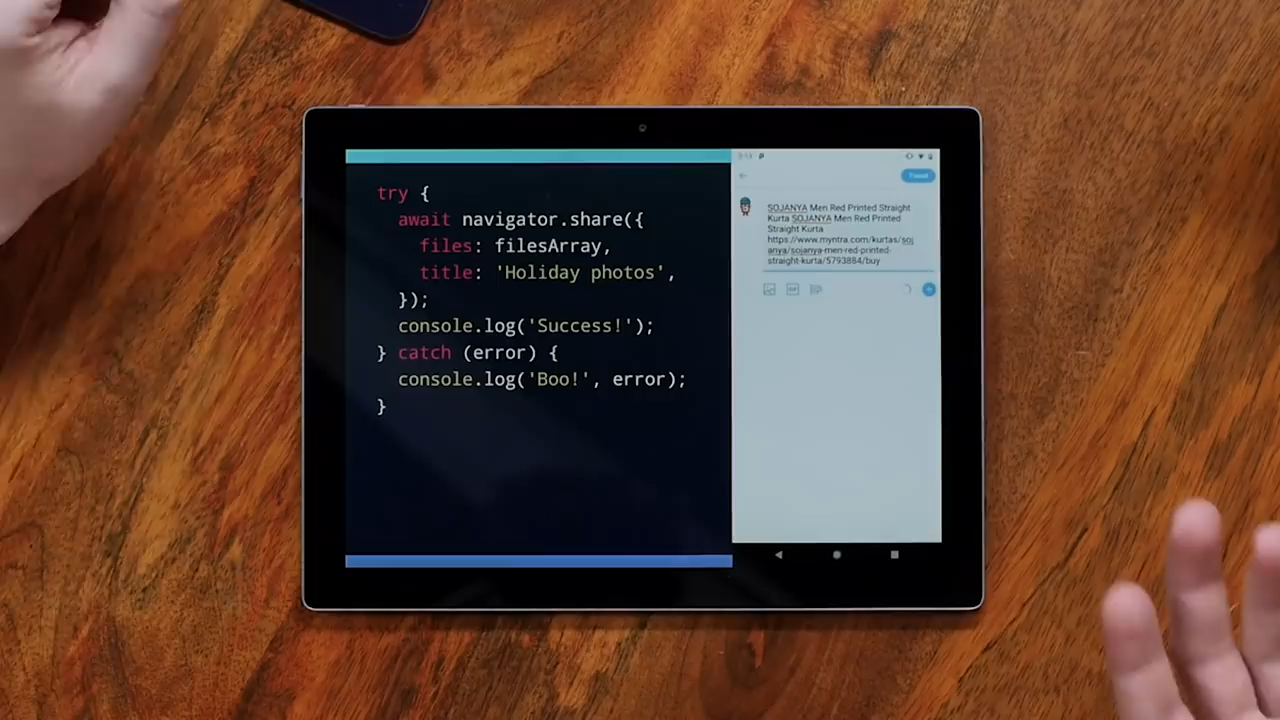 try {
await navigator.share({
files: filesArray,
title: 'Holiday photos',
});
console.log('Success!');
} catch (error) {
console.log('Boo!', error);
}
Tweet
SOJANYA Men Red Printed Straight
Kurta SOJANYA Men Red Printed
Straight Kurta
https://www.myntra.com/kurtas/soj
anya/sojanya-men-red-printed-
straight-kurta/5793884/buy
GIF